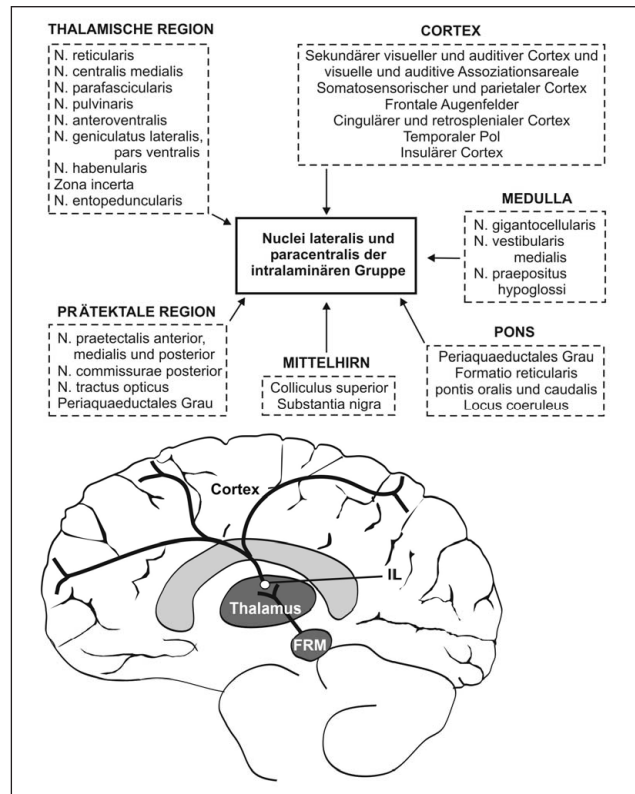 THALAMISCHE REGION
N. reticularis
N. centralis medialis
N. parafascicularis
N. pulvinaris
N. anteroventralis
N. geniculatus lateralis,
pars ventralis
N. habenularis
Zona incerta
N. entopeduncularis
CORTEX
Sekundärer visueller und auditiver Cortex und
visuelle und auditive Assoziationsareale
Somatosensorischer und parietaler Cortex
Frontale Augenfelder
Cingulärer und retrosplenialer Cortex
Temporaler Pol
Insulärer Cortex
MEDULLA
N. gigantocellularis
N. vestibularis
medialis
N. praepositus
hypoglossi
Nuclei lateralis und
paracentralis der
intralaminären Gruppe
PRÄTEKTALE REGION
N. praetectalis anterior,
medialis und posterior
N. commissurae posterior
N. tractus opticus
Periaquaeductales Grau
MITTELHIRN
Colliculus superior
Substantia nigra
PONS
Periaquaeductales Grau
Formatio reticularis
pontis oralis und caudalis
Locus coeruleus
Cortex
IL
Thalamus
FRM